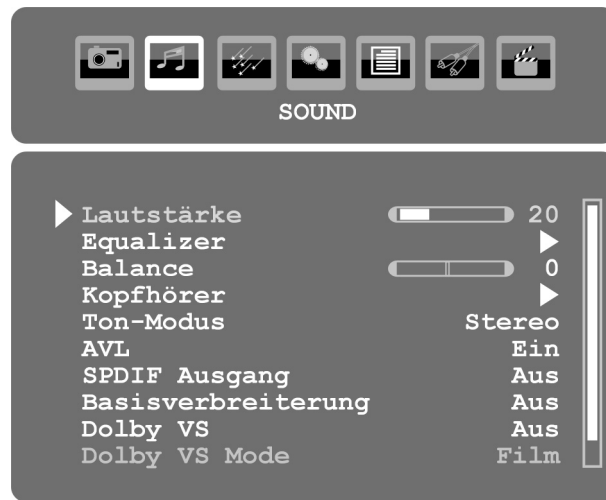 SOUND
Lautstärke 20
Equalizer
Balance 0
Kopfhörer
Ton-Modus Stereo
AVL Ein
SPDIF Ausgang Aus
Basisverbreiterung Aus
Dolby VS Aus
Dolby VS Mode Film